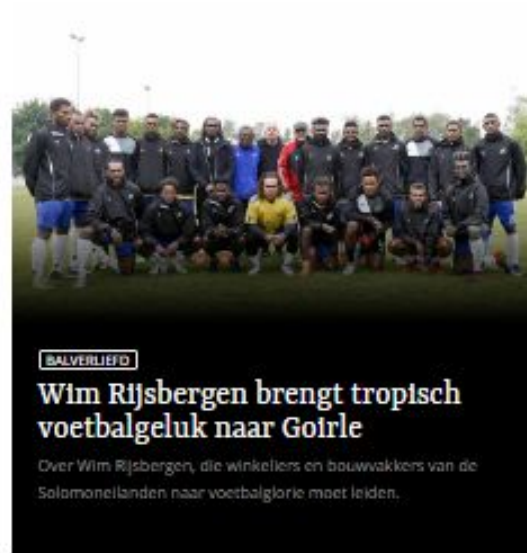 BALVERLIEFD
Wim Rijsbergen brengt tropisch
voetbalgeluk naar Goirle
Over Wim Rijsbergen, die winkeliers en bouwvakkers van de
Solomoneilanden naar voetbalglorie moet leiden.